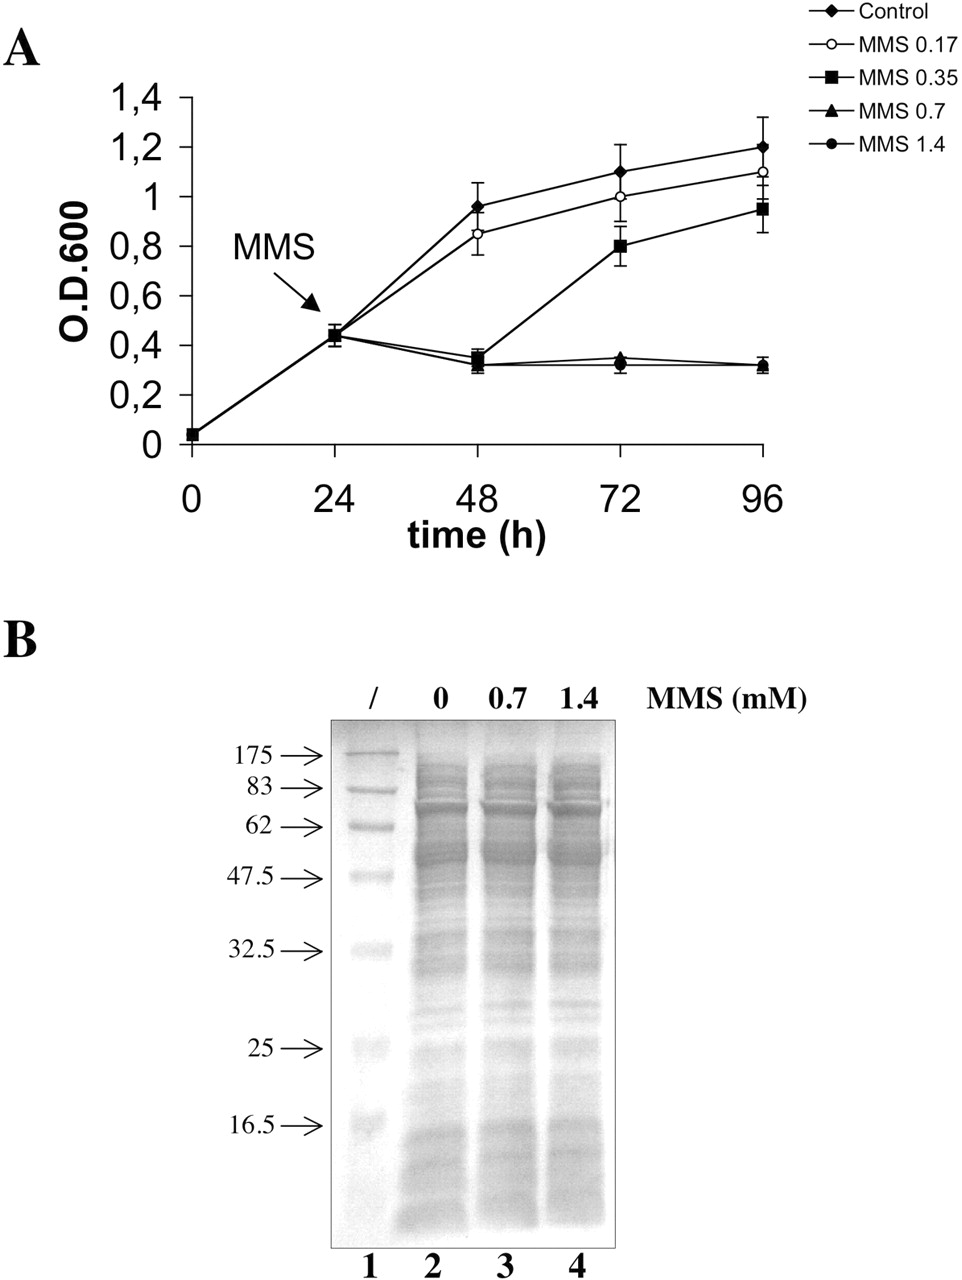 A
Control
MMS 0.17
MMS 0.35
MMS 0.7
MMS 1.4
1,4
1,2
1
0,8
0,6
0,4
0,2
0
O.D.600
MMS
0 24 48 72 96
time (h)
B
/ 0 0.7 1.4 MMS (mM)
175
83
62
47.5
32.5
25
16.5
1 2 3 4